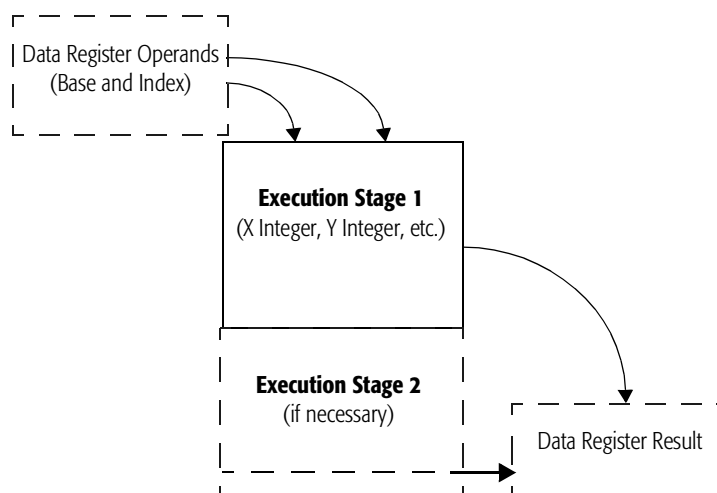 Data Register Operands
(Base and Index)
Execution Stage 1
(X Integer, Y Integer, etc.)
Execution Stage 2
(if necessary)
Data Register Result